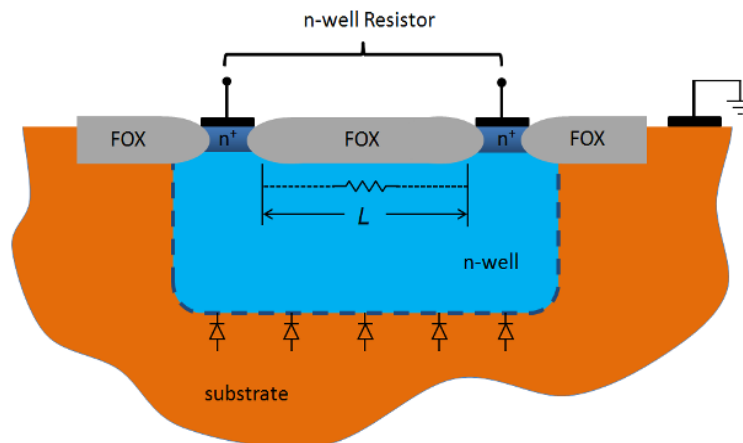 n-well Resistor
FOX
n⁺
FOX
n⁺
FOX
L
n-well
substrate